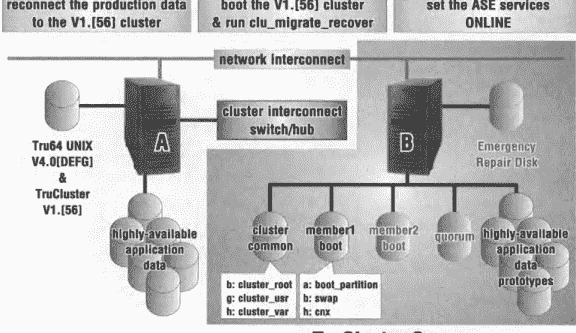 reconnect the production data
to the V1.[56] cluster
boot the V1.[56] cluster
& run clu_migrate_recover
set the ASE services
ONLINE
network interconnect
cluster interconnect
switch/hub
A
B
Tru64 UNIX
V4.0[DEFG]
&
TruCluster
V1.[56]
Emergency
Repair Disk
highly-available
application
data
cluster
common
member1
boot
member2
boot
quorum
highly-available
application
data
prototypes
b: cluster_root
g: cluster_usr
h: cluster_var
a: boot_partition
b: swap
h: cnx